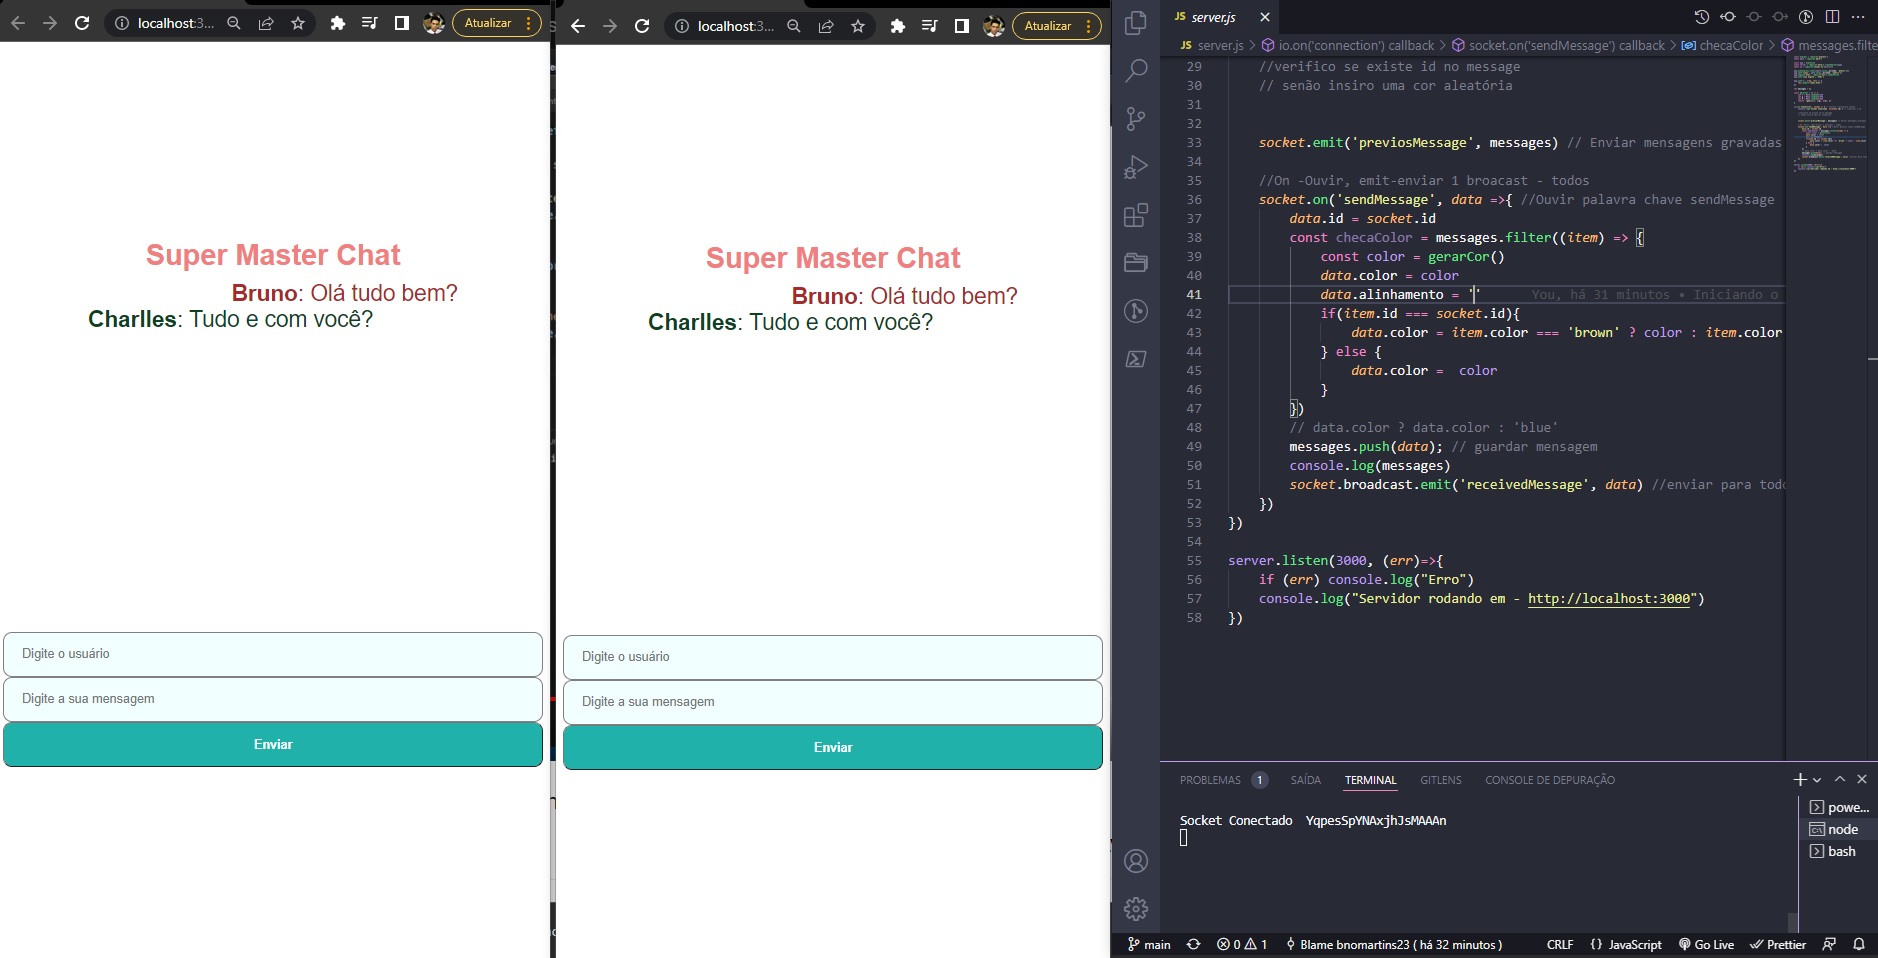 localhost:3...
Atualizar
Super Master Chat
Bruno: Olá tudo bem?
Charlles: Tudo e com você?
Digite o usuário
Digite a sua mensagem
Enviar
localhost:3...
Atualizar
Super Master Chat
Bruno: Olá tudo bem?
Charlles: Tudo e com você?
Digite o usuário
Digite a sua mensagem
Enviar
JS server.js
JS server.js > io.on('connection') callback > socket.on('sendMessage') callback > checaColor > messages.filte
29 //verifico se existe id no message
30 // senão insiro uma cor aleatória
31
32
33 socket.emit('previosMessage', messages) // Enviar mensagens gravadas
34
35 //On -Ouvir, emit-enviar 1 broacast - todos
36 socket.on('sendMessage', data =>{ //Ouvir palavra chave sendMessage
37 data.id = socket.id
38 const checaColor = messages.filter((item) => {
39 const color = gerarCor()
40 data.color = color
41 data.alinhamento = '' You, há 31 minutos • Iniciando o
42 if(item.id === socket.id){
43 data.color = item.color === 'brown' ? color : item.color
44 } else {
45 data.color =  color
46 }
47 })
48 // data.color ? data.color : 'blue'
49 messages.push(data); // guardar mensagem
50 console.log(messages)
51 socket.broadcast.emit('receivedMessage', data) //enviar para todo
52 })
53 })
54
55 server.listen(3000, (err)=>{
56 if (err) console.log("Erro")
57 console.log("Servidor rodando em - http://localhost:3000")
58 })
PROBLEMAS 1 SAÍDA TERMINAL GITLENS CONSOLE DE DEPURAÇÃO
Socket Conectado  YqpesSpYNAxjhJsMAAAn
powe...
node
bash
main 0 1 Blame bnomartins23 ( há 32 minutos ) CRLF {} JavaScript Go Live Prettier